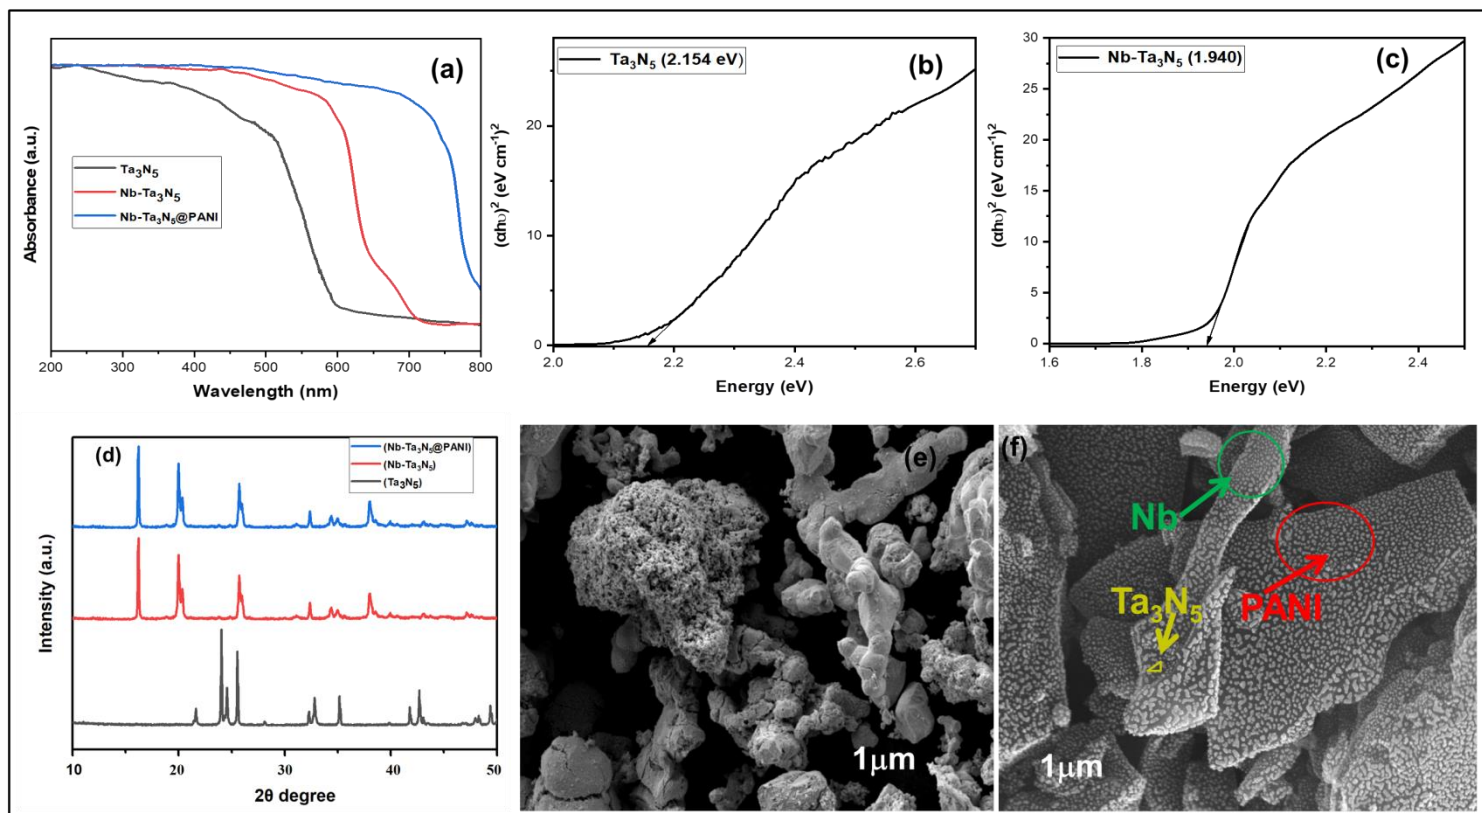 (a)
Absorbance (a.u.)
Ta₃N₅
Nb-Ta₃N₅
Nb-Ta₃N₅@PANI
200 300 400 500 600 700 800
Wavelength (nm)
(b)
Ta₃N₅ (2.154 eV)
(αhυ)² (eV cm⁻¹)²
20
10
0
2.0 2.2 2.4 2.6
Energy (eV)
(c)
Nb-Ta₃N₅ (1.940)
(αhυ)² (eV cm⁻¹)²
30
25
20
15
10
5
0
1.6 1.8 2.0 2.2 2.4
Energy (eV)
(d)
(Nb-Ta₃N₅@PANI)
(Nb-Ta₃N₅)
(Ta₃N₅)
Intensity (a.u.)
10 20 30 40 50
2θ degree
(e)
1μm
(f)
Nb
Ta₃N₅
PANI
1μm